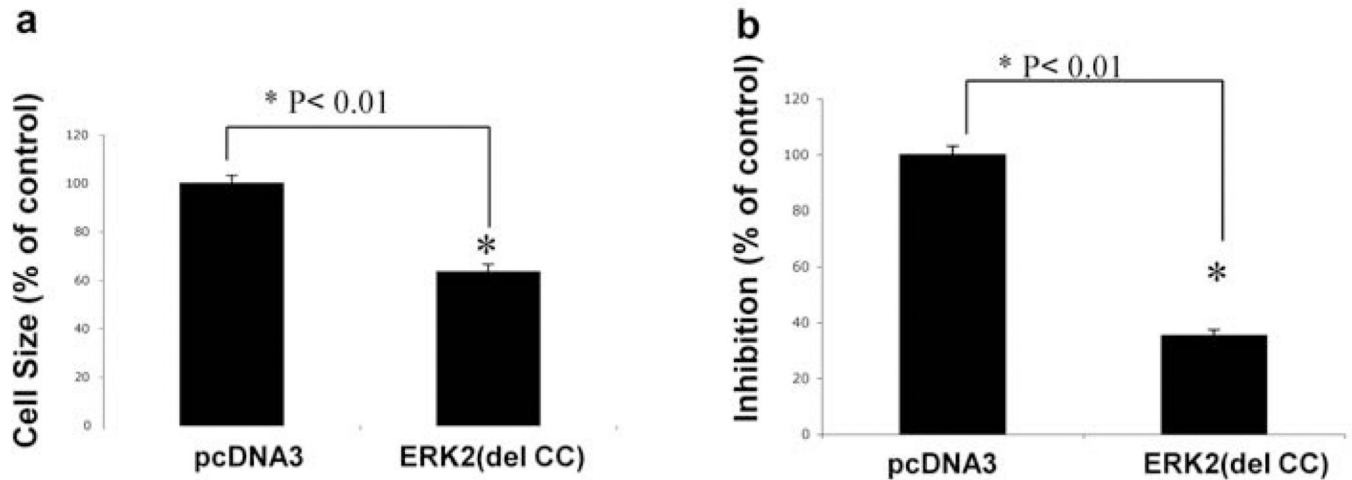 a
* P< 0.01
Cell Size (% of control)
120
100
80
60
40
20
0
*
pcDNA3
ERK2(del CC)
b
* P< 0.01
Inhibition (% of control)
120
100
80
60
40
20
0
*
pcDNA3
ERK2(del CC)